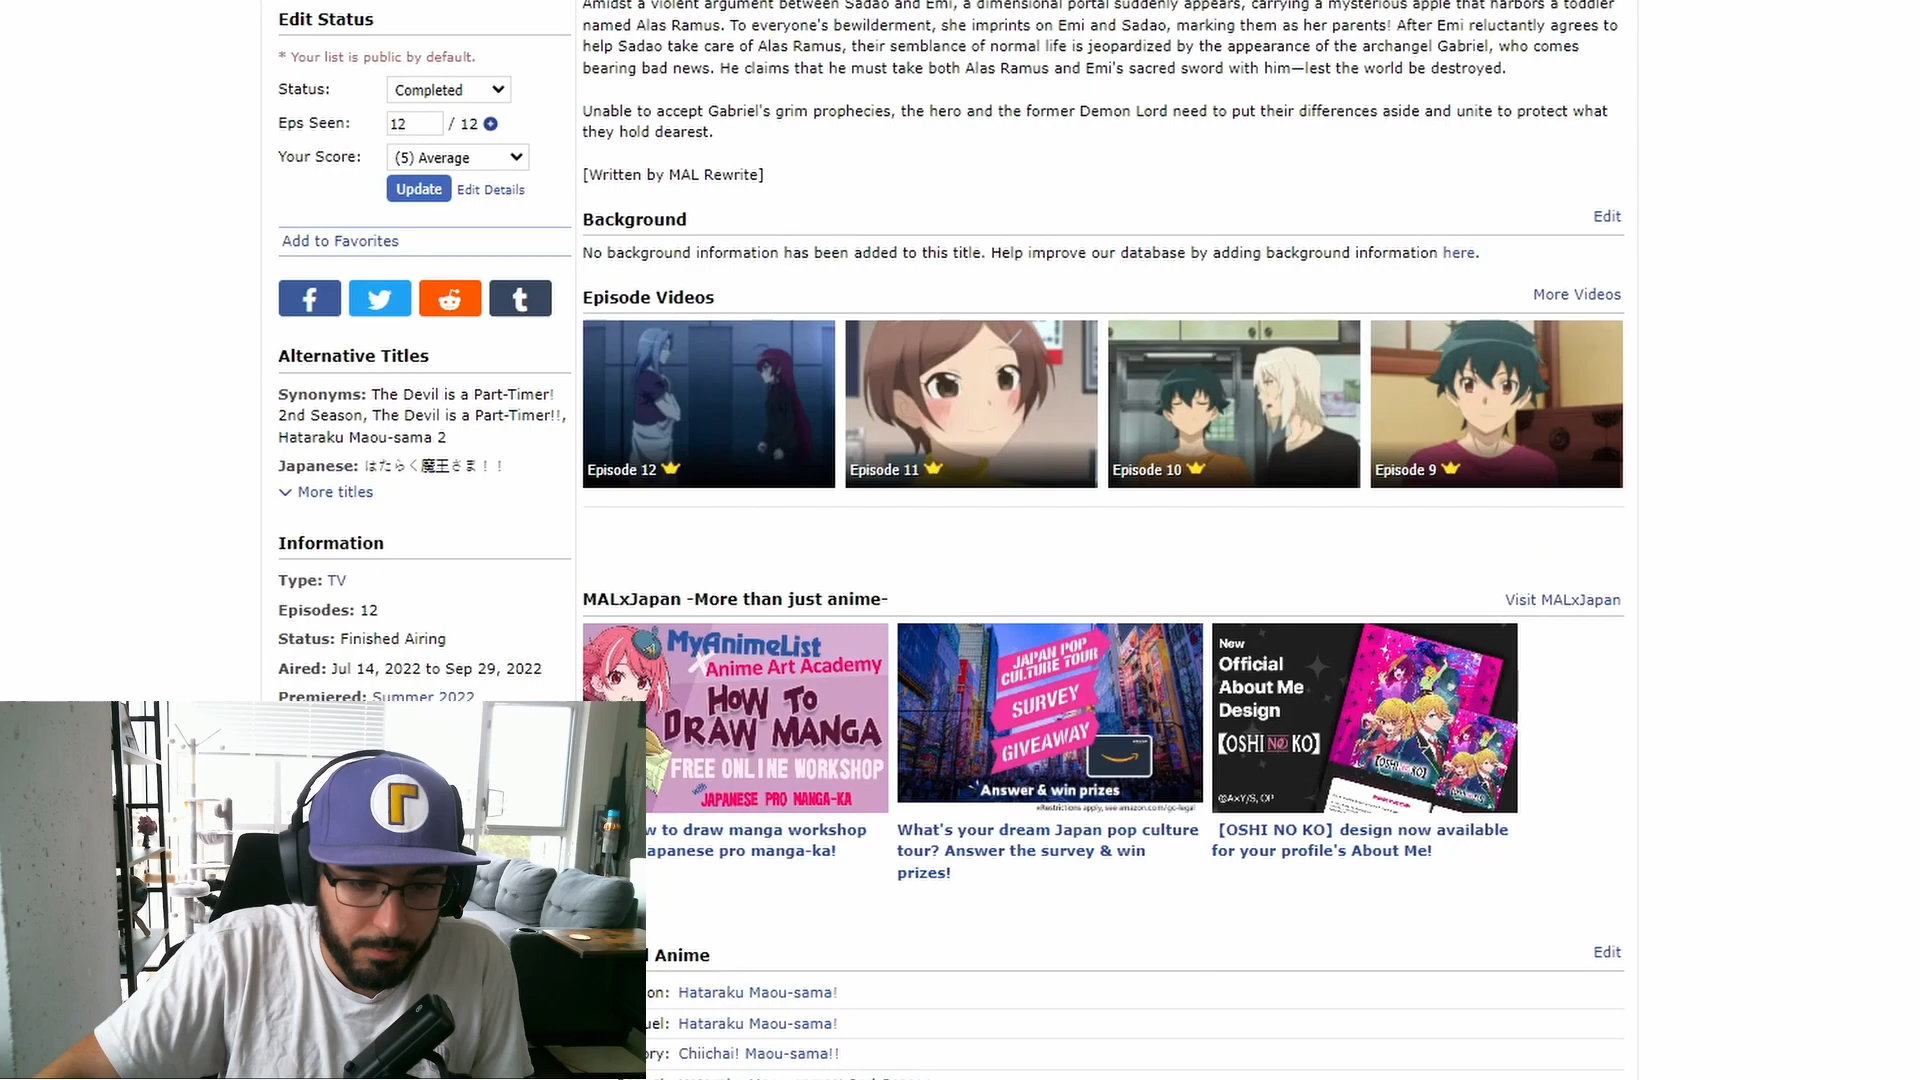 Edit Status
* Your list is public by default.
Status: Completed
Eps Seen: 12 / 12
Your Score: (5) Average
Update Edit Details
Add to Favorites
Alternative Titles
Synonyms: The Devil is a Part-Timer!
2nd Season, The Devil is a Part-Timer!!,
Hataraku Maou-sama 2
Japanese: はたらく魔王さま！！
More titles
Information
Type: TV
Episodes: 12
Status: Finished Airing
Aired: Jul 14, 2022 to Sep 29, 2022
Premiered: Summer 2022
Amidst a violent argument between Sadao and Emi, a dimensional portal suddenly appears, carrying a mysterious apple that harbors a toddler
named Alas Ramus. To everyone's bewilderment, she imprints on Emi and Sadao, marking them as her parents! After Emi reluctantly agrees to
help Sadao take care of Alas Ramus, their semblance of normal life is jeopardized by the appearance of the archangel Gabriel, who comes
bearing bad news. He claims that he must take both Alas Ramus and Emi's sacred sword with him—lest the world be destroyed.
Unable to accept Gabriel's grim prophecies, the hero and the former Demon Lord need to put their differences aside and unite to protect what
they hold dearest.
[Written by MAL Rewrite]
Background Edit
No background information has been added to this title. Help improve our database by adding background information here.
Episode Videos More Videos
Episode 12
Episode 11
Episode 10
Episode 9
MALxJapan -More than just anime- Visit MALxJapan
MyAnimeList
Anime Art Academy
HOW TO
DRAW MANGA
FREE ONLINE WORKSHOP
with JAPANESE PRO MANGA-KA
JAPAN POP
CULTURE TOUR
SURVEY
GIVEAWAY
Answer & win prizes
*Restrictions apply, see amazon.com/gc-legal
New
Official
About Me
Design
【OSHI NO KO】
©AxY/S, OP
w to draw manga workshop
apanese pro manga-ka!
What's your dream Japan pop culture
tour? Answer the survey & win
prizes!
【OSHI NO KO】 design now available
for your profile's About Me!
Anime Edit
on: Hataraku Maou-sama!
uel: Hataraku Maou-sama!
ory: Chiichai! Maou-sama!!